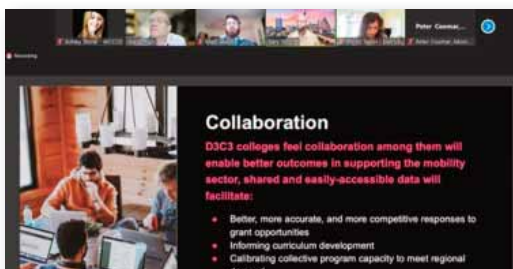 Peter Coomar,...
Recording
Collaboration
D3C3 colleges feel collaboration among them will
enable better outcomes in supporting the mobility
sector, shared and easily-accessible data will
facilitate:
• Better, more accurate, and more competitive responses to
grant opportunities
• Informing curriculum development
• Calibrating collective program capacity to meet regional